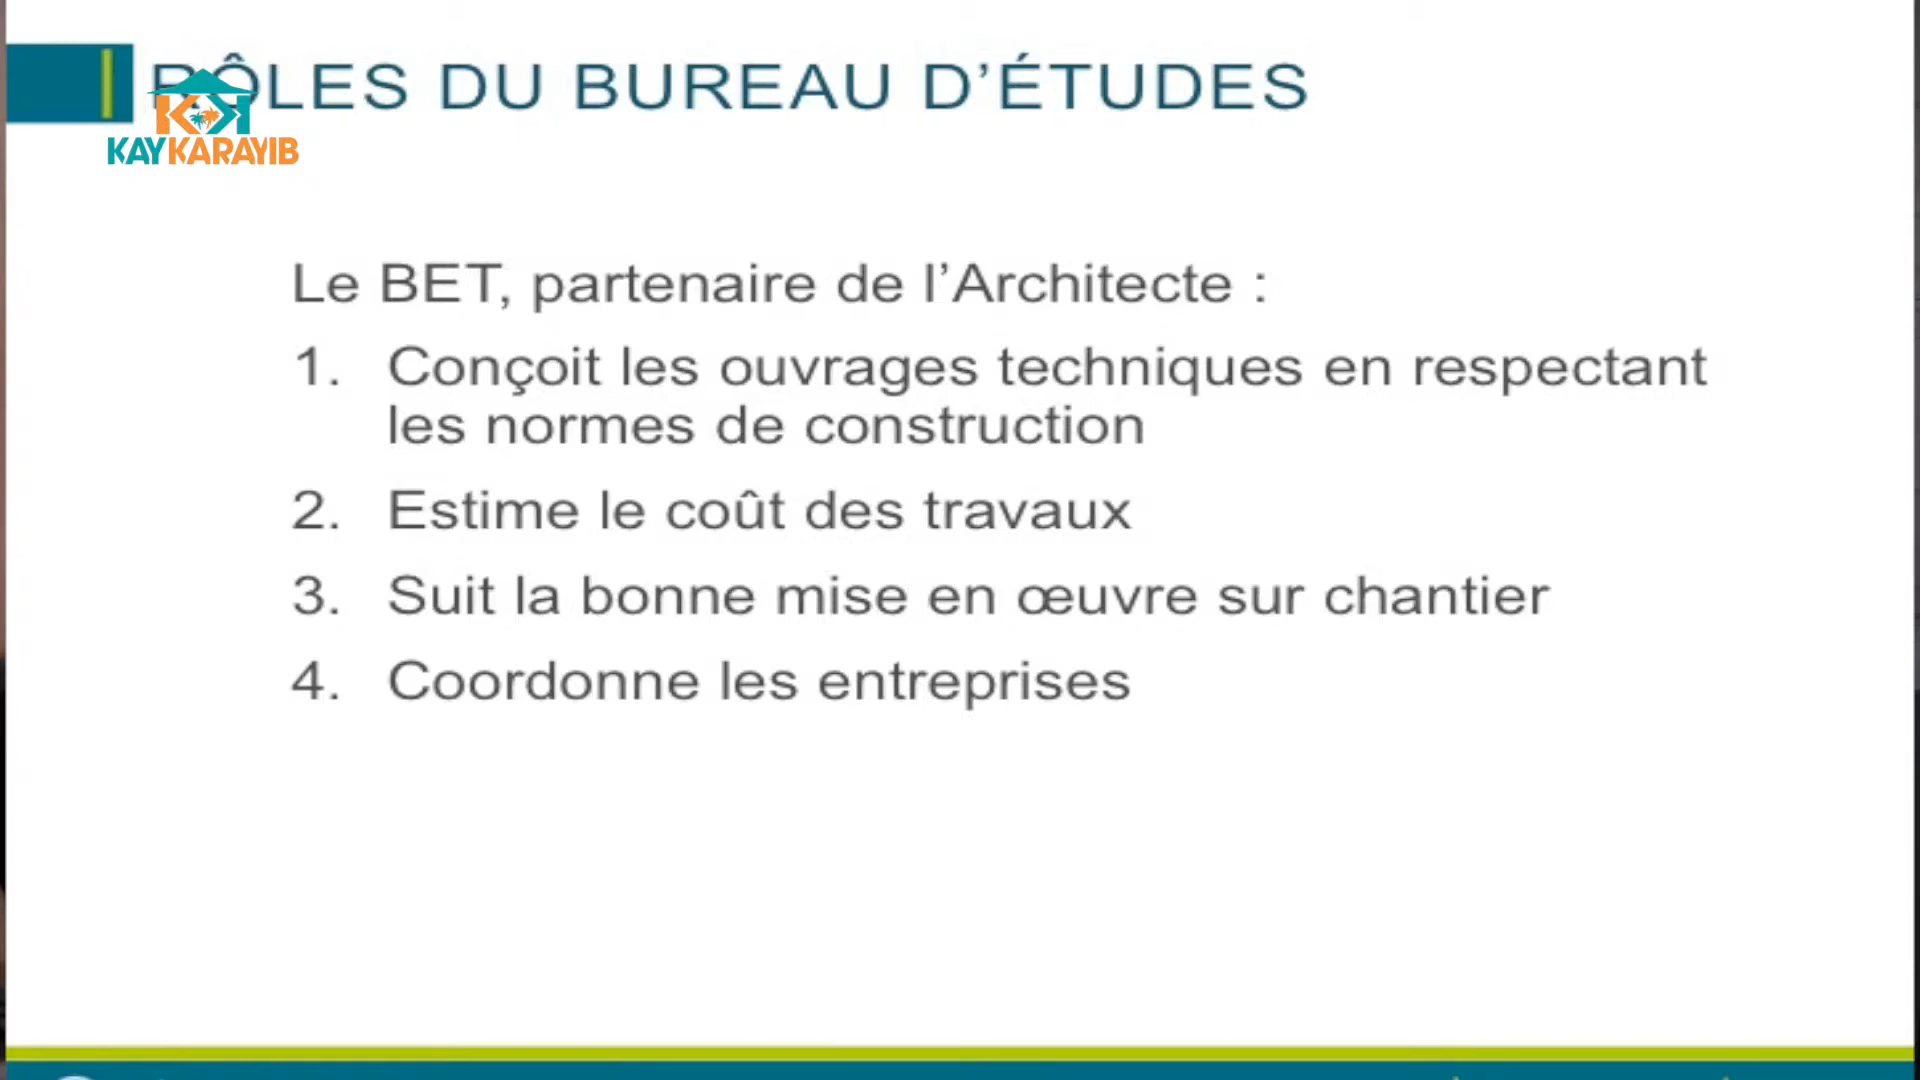 RÔLES DU BUREAU D’ÉTUDES
KAYKARAYIB
Le BET, partenaire de l’Architecte :
1. Conçoit les ouvrages techniques en respectant
les normes de construction
2. Estime le coût des travaux
3. Suit la bonne mise en œuvre sur chantier
4. Coordonne les entreprises